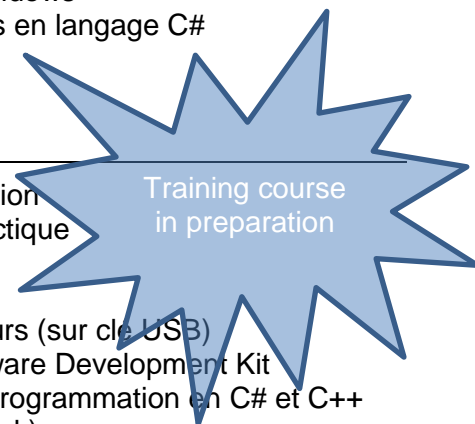 s en langage C#
Training course
in preparation
ion
ctique
urs (sur clé USB)
ware Development Kit
rogrammation en C# et C++